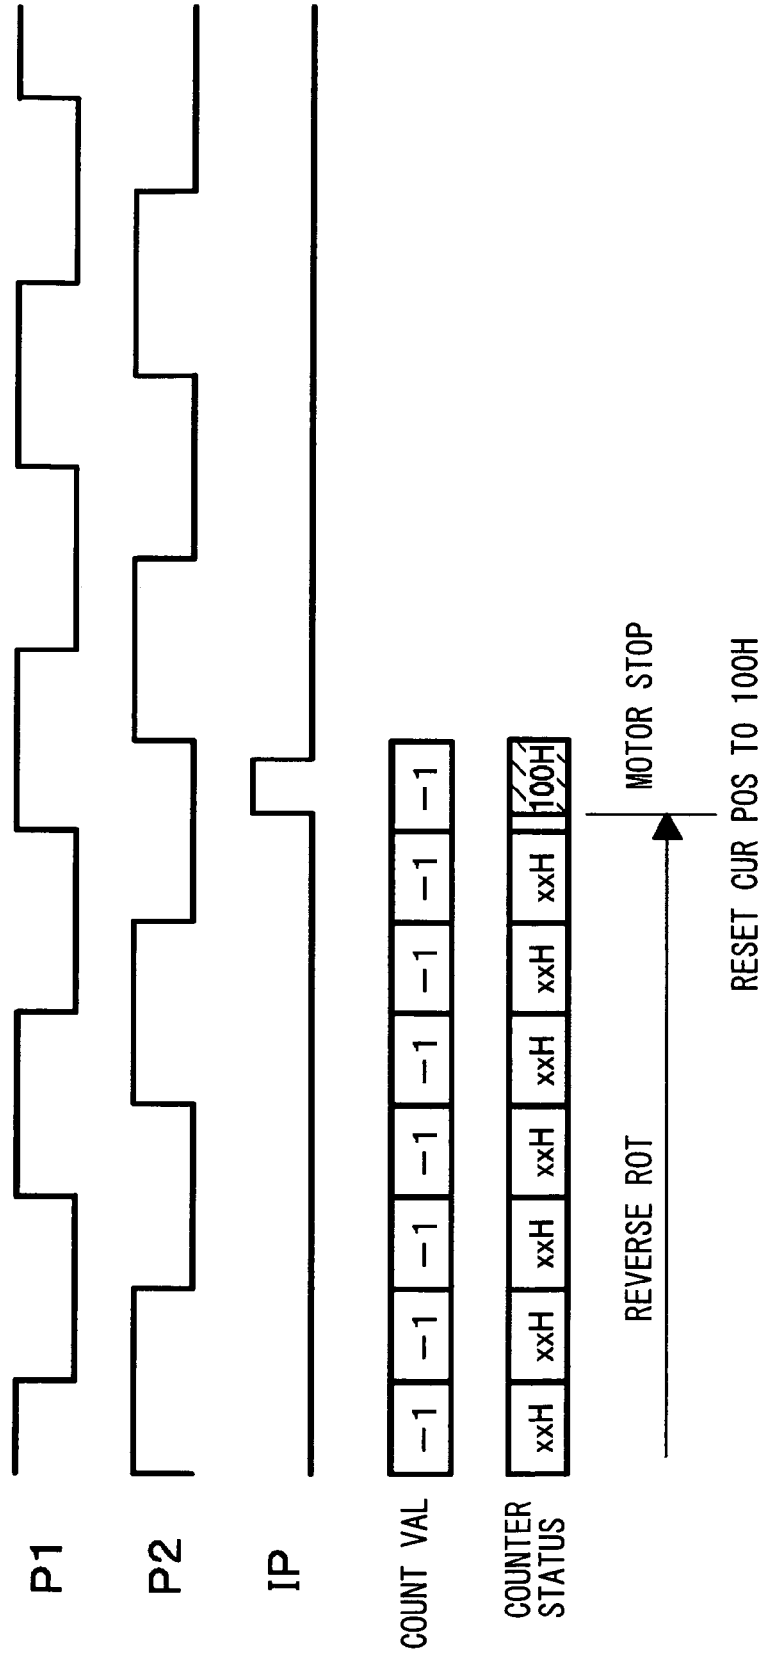 P1
P2
IP
COUNT VAL -1 -1 -1 -1 -1 -1 -1 -1
COUNTER STATUS xxH xxH xxH xxH xxH xxH xxH 100H
REVERSE ROT
MOTOR STOP
RESET CUR POS TO 100H